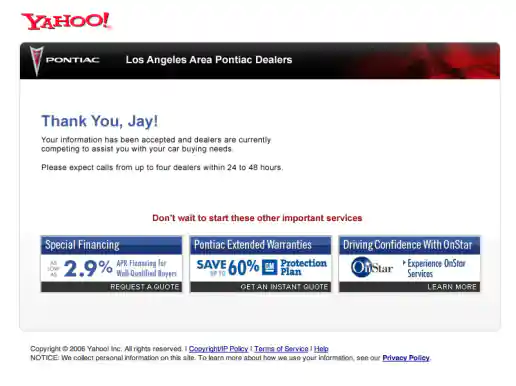 YAHOO!
PONTIAC Los Angeles Area Pontiac Dealers
Thank You, Jay!
Your information has been accepted and dealers are currently
competing to assist you with your car buying needs.
Please expect calls from up to four dealers within 24 to 48 hours.
Don't wait to start these other important services
Special Financing
AS LOW AS 2.9% APR Financing for Well-Qualified Buyers
REQUEST A QUOTE
Pontiac Extended Warranties
SAVE UP TO 60% GM Protection Plan
GET AN INSTANT QUOTE
Driving Confidence With OnStar
OnStar Experience OnStar Services
LEARN MORE
Copyright © 2006 Yahoo! Inc. All rights reserved. | Copyright/IP Policy | Terms of Service | Help
NOTICE: We collect personal information on this site. To learn more about how we use your information, see our Privacy Policy.